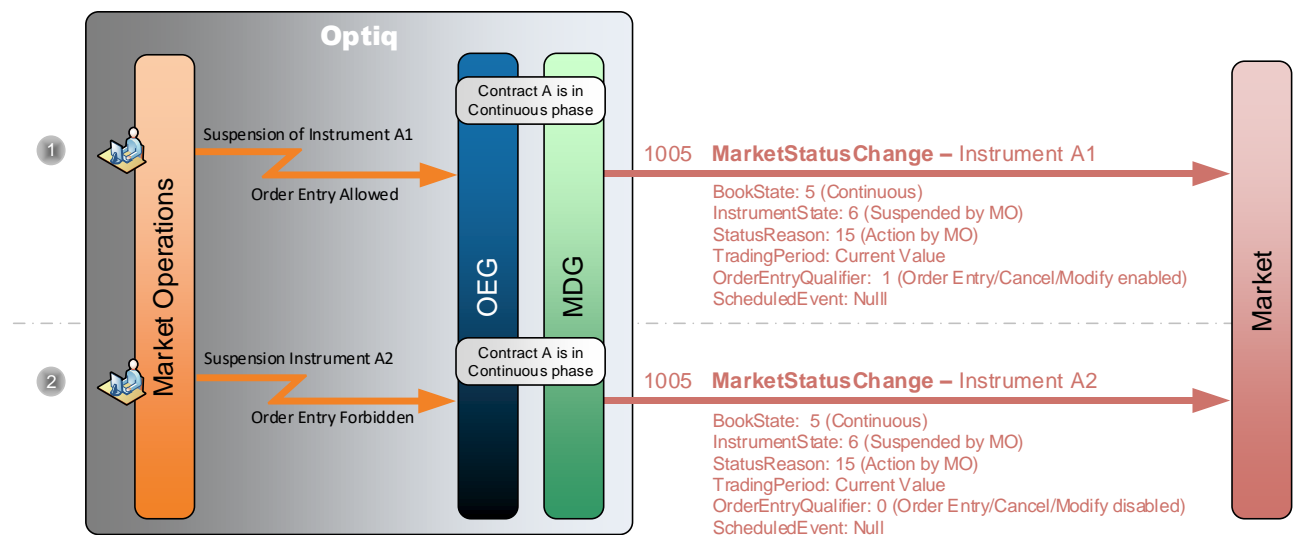 Optiq
Market Operations
OEG
MDG
Market
Contract A is in
Continuous phase
1
Suspension of Instrument A1
Order Entry Allowed
1005 MarketStatusChange – Instrument A1
BookState: 5 (Continuous)
InstrumentState: 6 (Suspended by MO)
StatusReason: 15 (Action by MO)
TradingPeriod: Current Value
OrderEntryQualifier: 1 (Order Entry/Cancel/Modify enabled)
ScheduledEvent: Nulll
Contract A is in
Continuous phase
2
Suspension Instrument A2
Order Entry Forbidden
1005 MarketStatusChange – Instrument A2
BookState: 5 (Continuous)
InstrumentState: 6 (Suspended by MO)
StatusReason: 15 (Action by MO)
TradingPeriod: Current Value
OrderEntryQualifier: 0 (Order Entry/Cancel/Modify disabled)
ScheduledEvent: Null